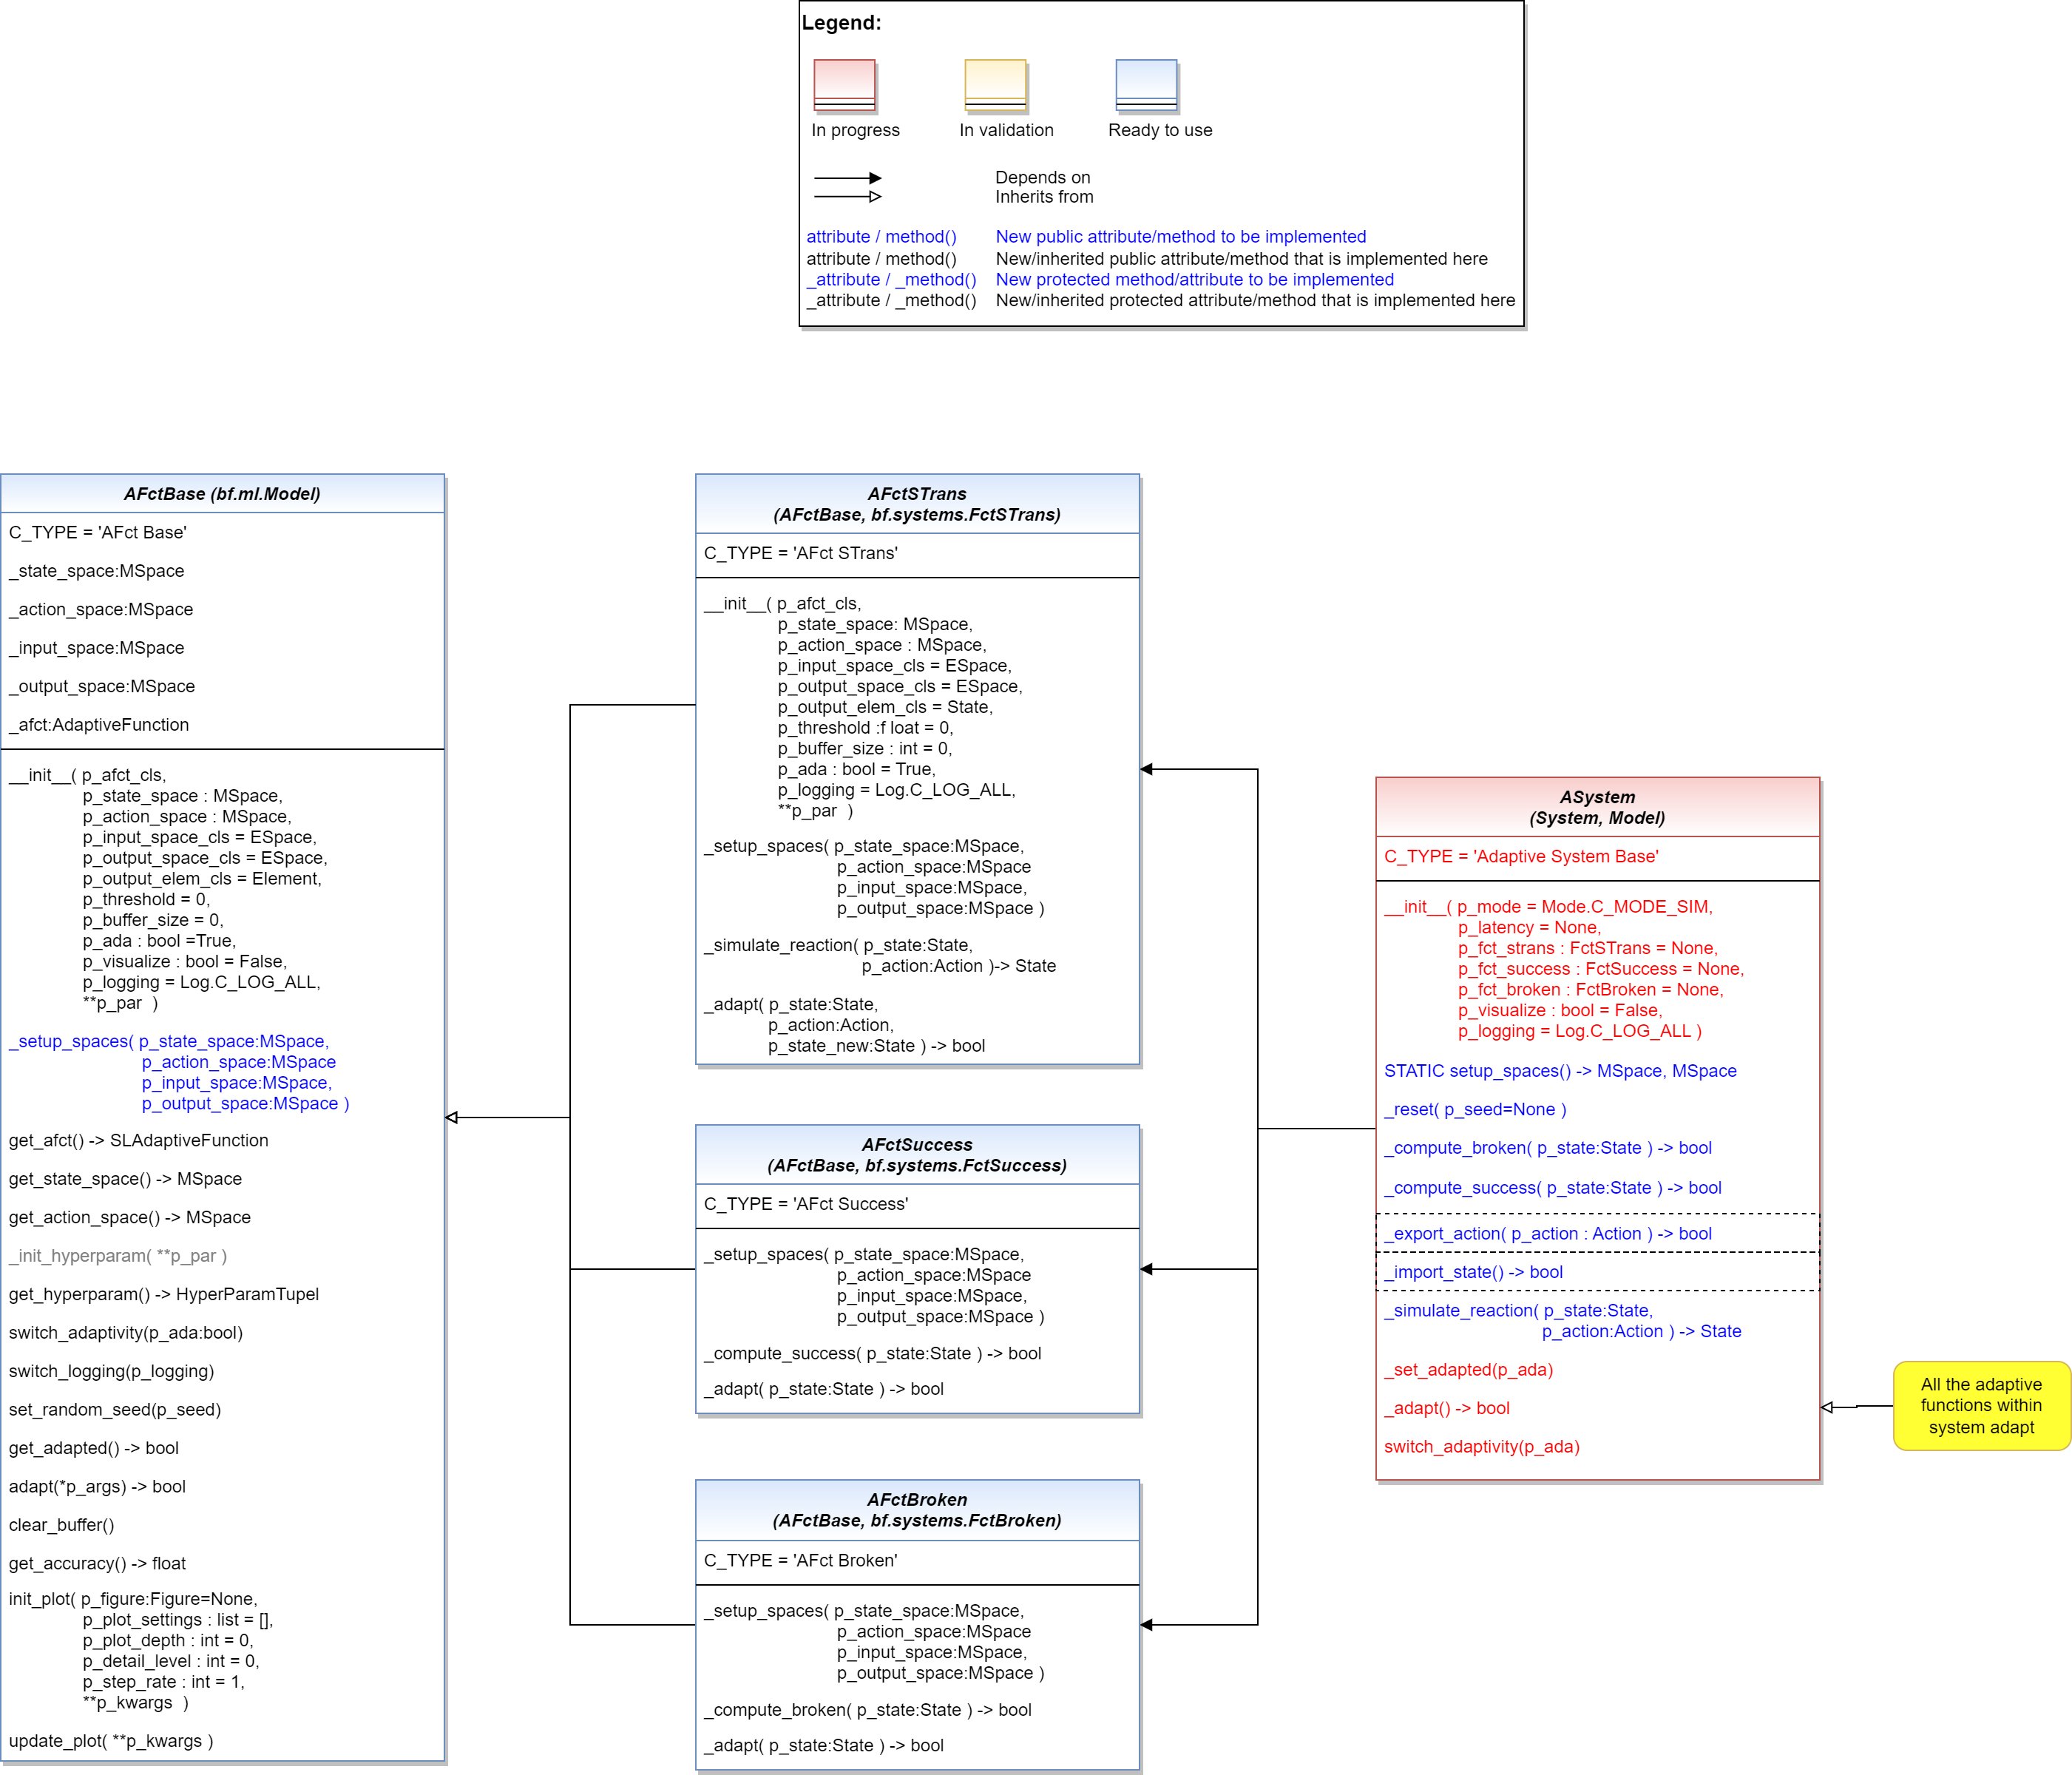 Legend:
In progress
In validation
Ready to use
Depends on
Inherits from
attribute / method() New public attribute/method to be implemented
attribute / method() New/inherited public attribute/method that is implemented here
_attribute / _method() New protected method/attribute to be implemented
_attribute / _method() New/inherited protected attribute/method that is implemented here
AFctBase (bf.ml.Model)
C_TYPE = 'AFct Base'
_state_space:MSpace
_action_space:MSpace
_input_space:MSpace
_output_space:MSpace
_afct:AdaptiveFunction
__init__( p_afct_cls,
p_state_space : MSpace,
p_action_space : MSpace,
p_input_space_cls = ESpace,
p_output_space_cls = ESpace,
p_output_elem_cls = Element,
p_threshold = 0,
p_buffer_size = 0,
p_ada : bool =True,
p_visualize : bool = False,
p_logging = Log.C_LOG_ALL,
**p_par )
_setup_spaces( p_state_space:MSpace,
p_action_space:MSpace
p_input_space:MSpace,
p_output_space:MSpace )
get_afct() -> SLAdaptiveFunction
get_state_space() -> MSpace
get_action_space() -> MSpace
_init_hyperparam( **p_par )
get_hyperparam() -> HyperParamTupel
switch_adaptivity(p_ada:bool)
switch_logging(p_logging)
set_random_seed(p_seed)
get_adapted() -> bool
adapt(*p_args) -> bool
clear_buffer()
get_accuracy() -> float
init_plot( p_figure:Figure=None,
p_plot_settings : list = [],
p_plot_depth : int = 0,
p_detail_level : int = 0,
p_step_rate : int = 1,
**p_kwargs )
update_plot( **p_kwargs )
AFctSTrans
(AFctBase, bf.systems.FctSTrans)
C_TYPE = 'AFct STrans'
__init__( p_afct_cls,
p_state_space: MSpace,
p_action_space : MSpace,
p_input_space_cls = ESpace,
p_output_space_cls = ESpace,
p_output_elem_cls = State,
p_threshold :f loat = 0,
p_buffer_size : int = 0,
p_ada : bool = True,
p_logging = Log.C_LOG_ALL,
**p_par )
_setup_spaces( p_state_space:MSpace,
p_action_space:MSpace
p_input_space:MSpace,
p_output_space:MSpace )
_simulate_reaction( p_state:State,
p_action:Action )-> State
_adapt( p_state:State,
p_action:Action,
p_state_new:State ) -> bool
AFctSuccess
(AFctBase, bf.systems.FctSuccess)
C_TYPE = 'AFct Success'
_setup_spaces( p_state_space:MSpace,
p_action_space:MSpace
p_input_space:MSpace,
p_output_space:MSpace )
_compute_success( p_state:State ) -> bool
_adapt( p_state:State ) -> bool
AFctBroken
(AFctBase, bf.systems.FctBroken)
C_TYPE = 'AFct Broken'
_setup_spaces( p_state_space:MSpace,
p_action_space:MSpace
p_input_space:MSpace,
p_output_space:MSpace )
_compute_broken( p_state:State ) -> bool
_adapt( p_state:State ) -> bool
ASystem
(System, Model)
C_TYPE = 'Adaptive System Base'
__init__( p_mode = Mode.C_MODE_SIM,
p_latency = None,
p_fct_strans : FctSTrans = None,
p_fct_success : FctSuccess = None,
p_fct_broken : FctBroken = None,
p_visualize : bool = False,
p_logging = Log.C_LOG_ALL )
STATIC setup_spaces() -> MSpace, MSpace
_reset( p_seed=None )
_compute_broken( p_state:State ) -> bool
_compute_success( p_state:State ) -> bool
_export_action( p_action : Action ) -> bool
_import_state() -> bool
_simulate_reaction( p_state:State,
p_action:Action ) -> State
_set_adapted(p_ada)
_adapt() -> bool
switch_adaptivity(p_ada)
All the adaptive
functions within
system adapt